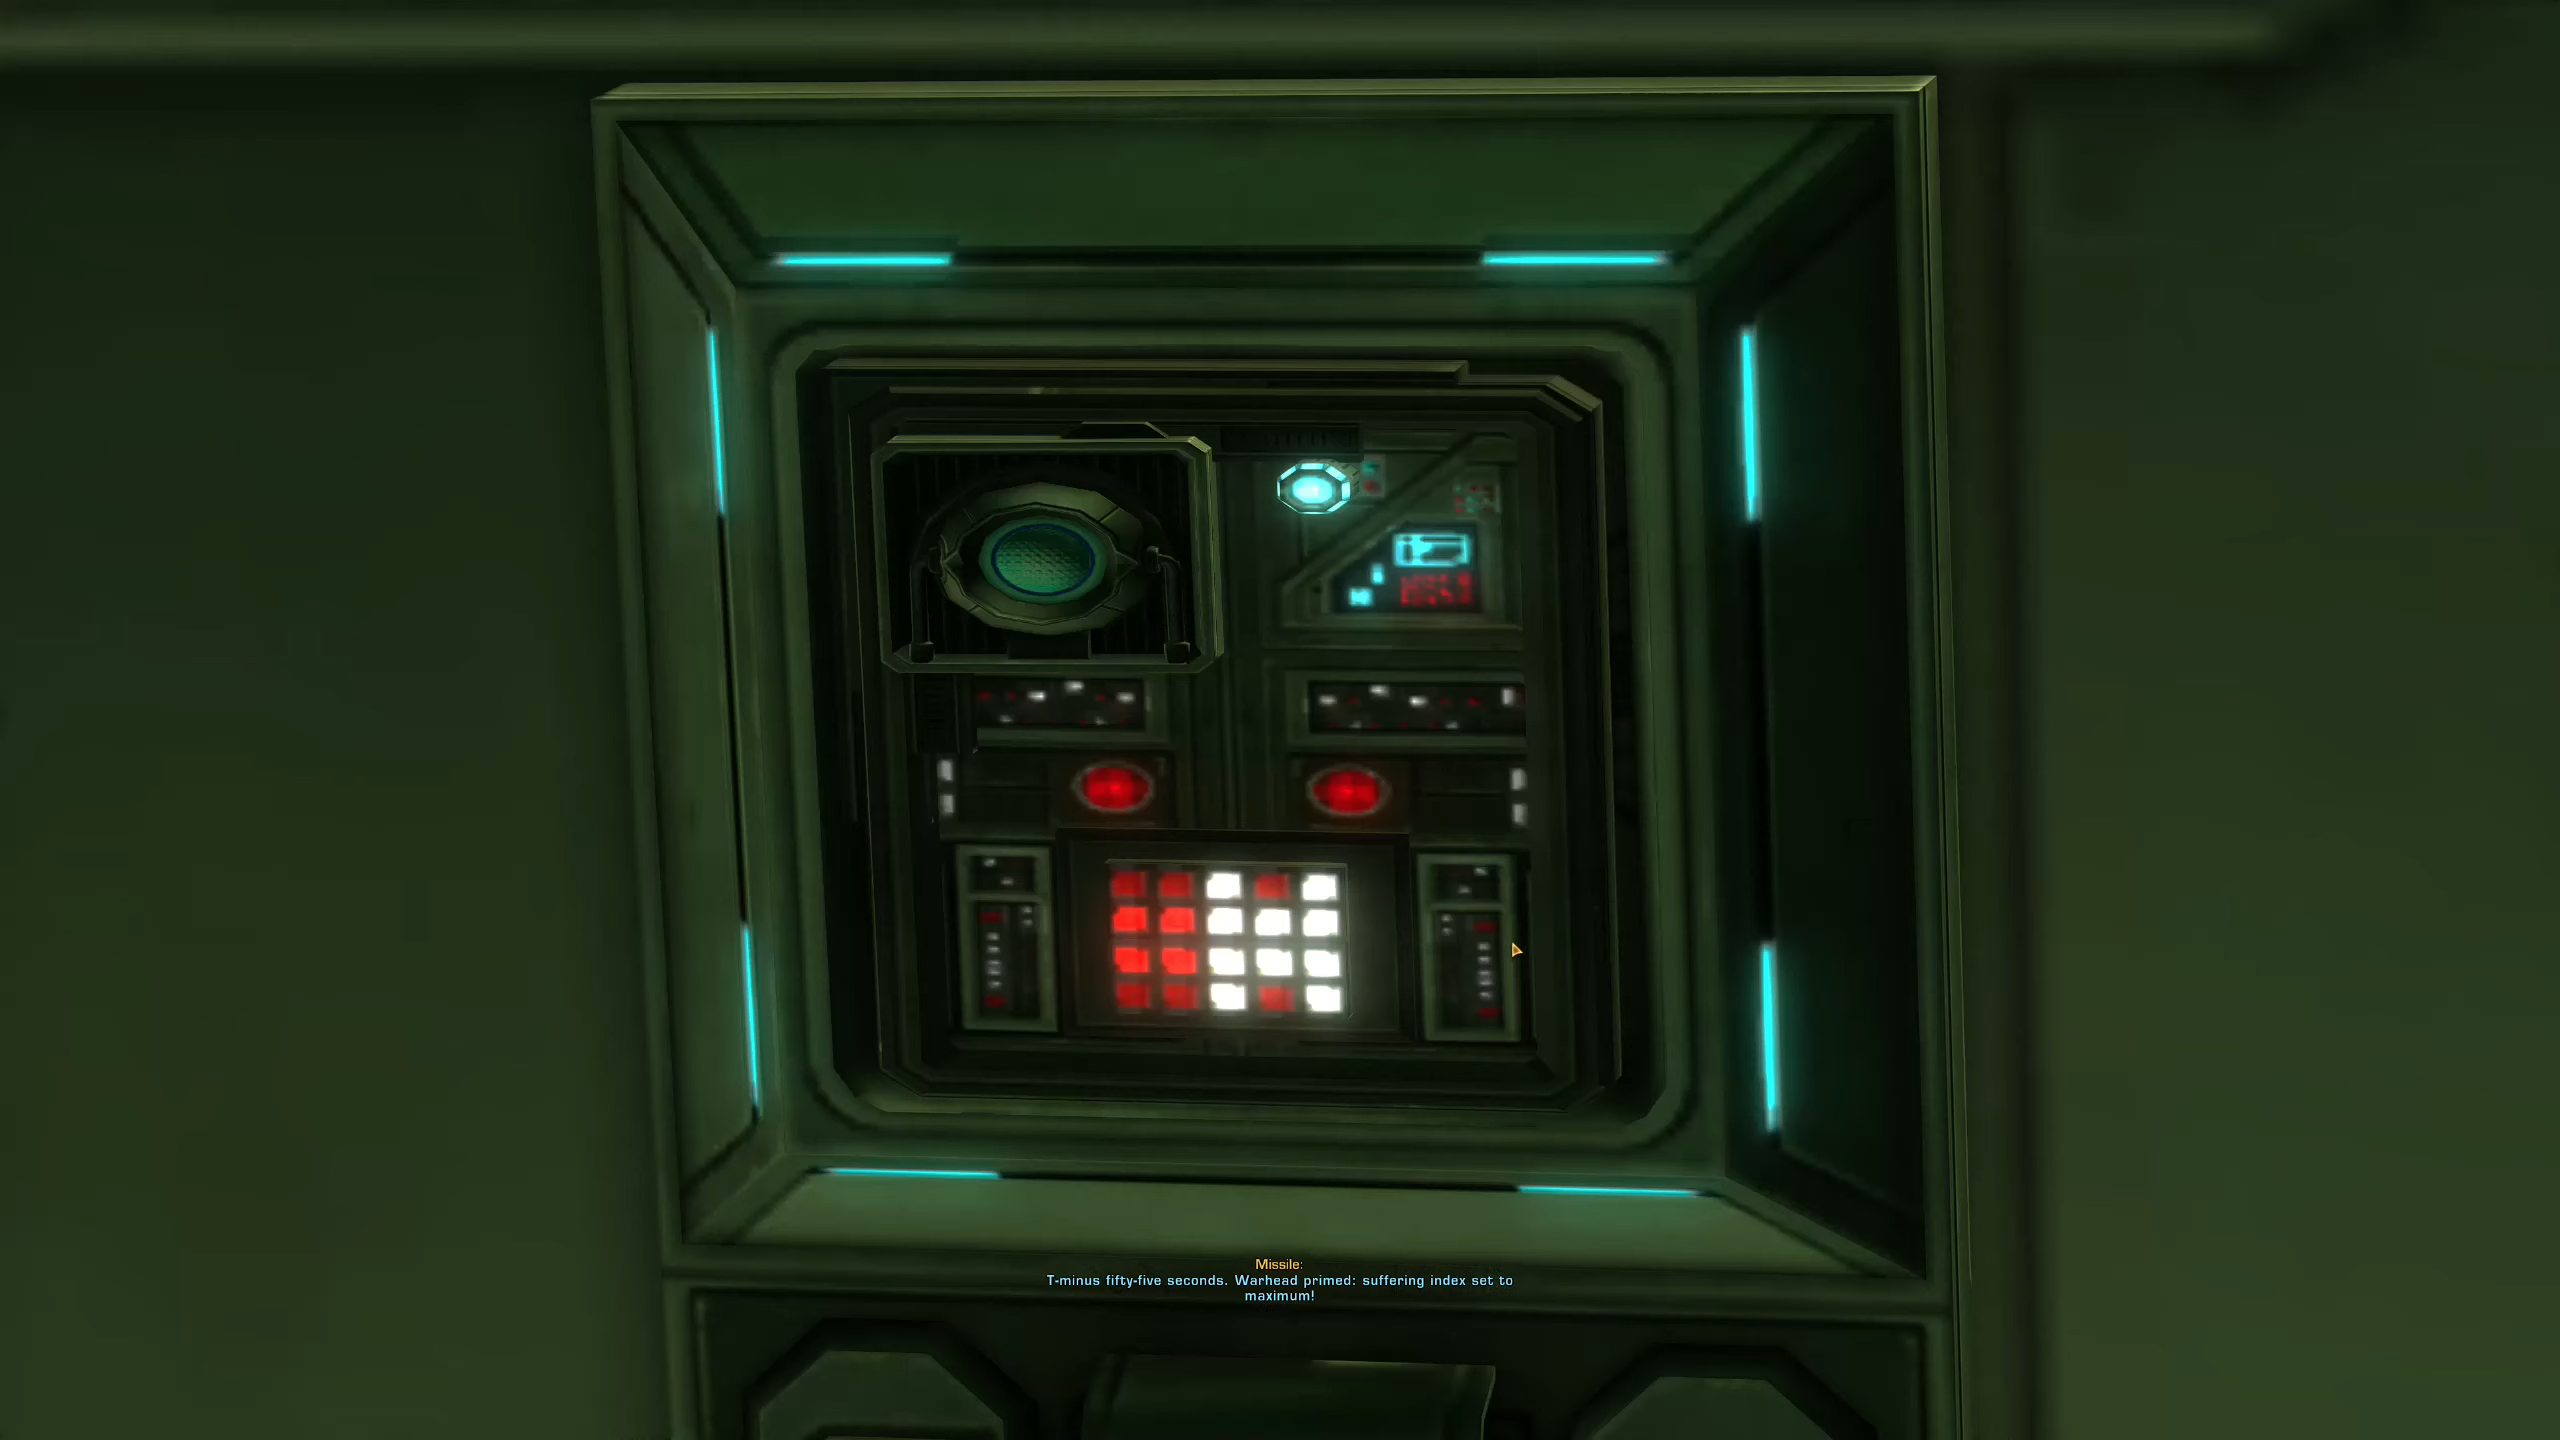 Missile:
T-minus fifty-five seconds. Warhead primed: suffering index set to
maximum!